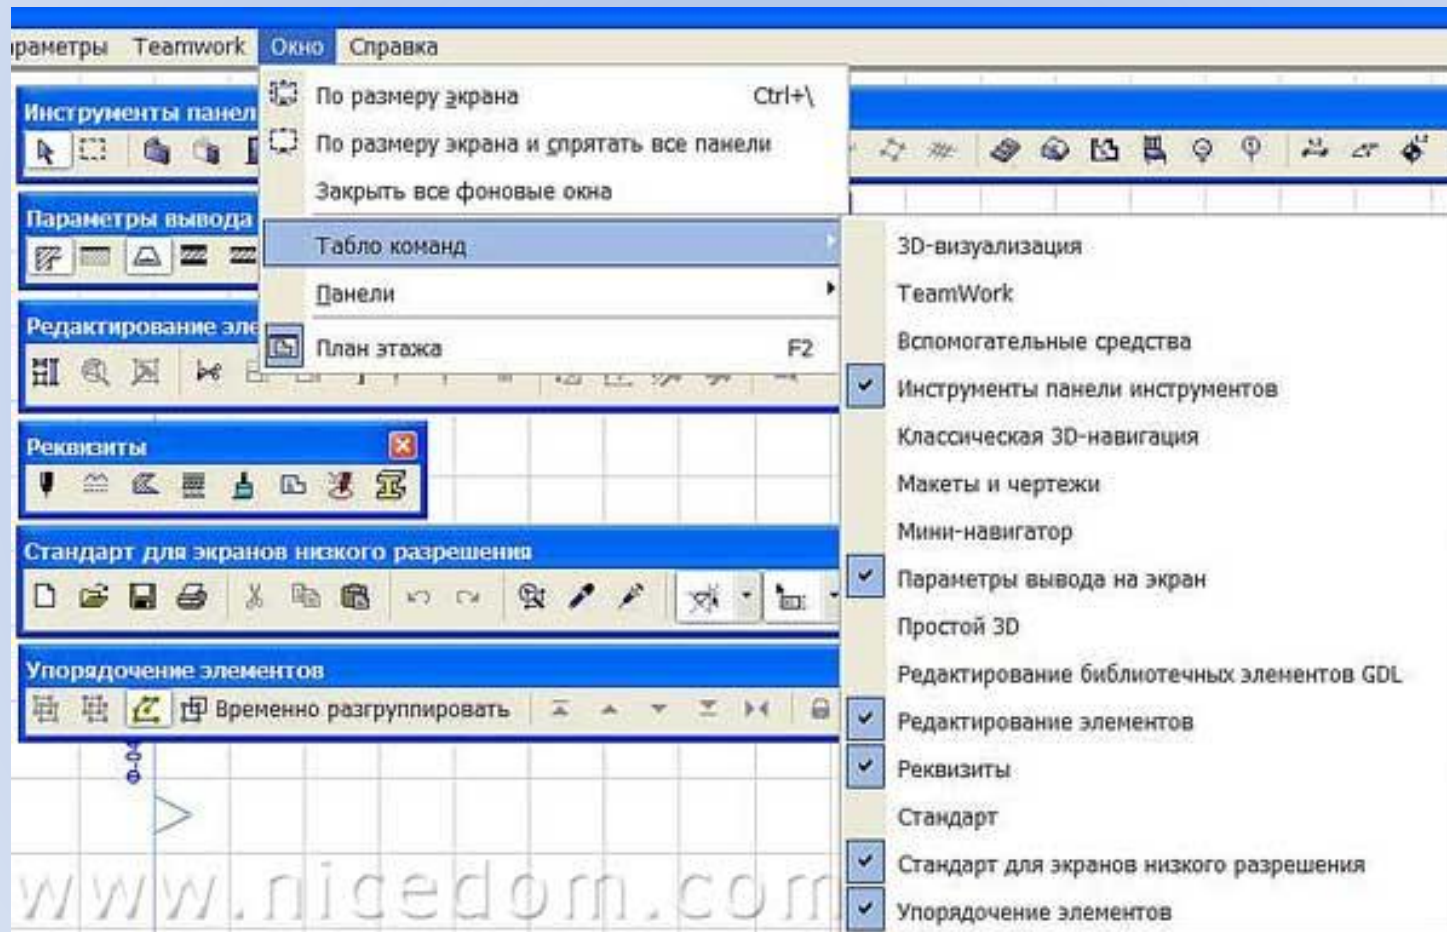 Teamwork Окно Справка
По размеру экрана Ctrl+\
По размеру экрана и спрятать все панели
Закрыть все фоновые окна
Табло команд
Панели
План этажа F2
Инструменты
Параметры вывода
Редактирование
Реквизиты
Стандарт для экранов низкого разрешения
Упорядочение элементов
Временно разгруппировать
3D-визуализация
TeamWork
Вспомогательные средства
Инструменты панели инструментов
Классическая 3D-навигация
Макеты и чертежи
Мини-навигатор
Параметры вывода на экран
Простой 3D
Редактирование библиотечных элементов GDL
Редактирование элементов
Реквизиты
Стандарт
Стандарт для экранов низкого разрешения
Упорядочение элементов
www.nicedom.com